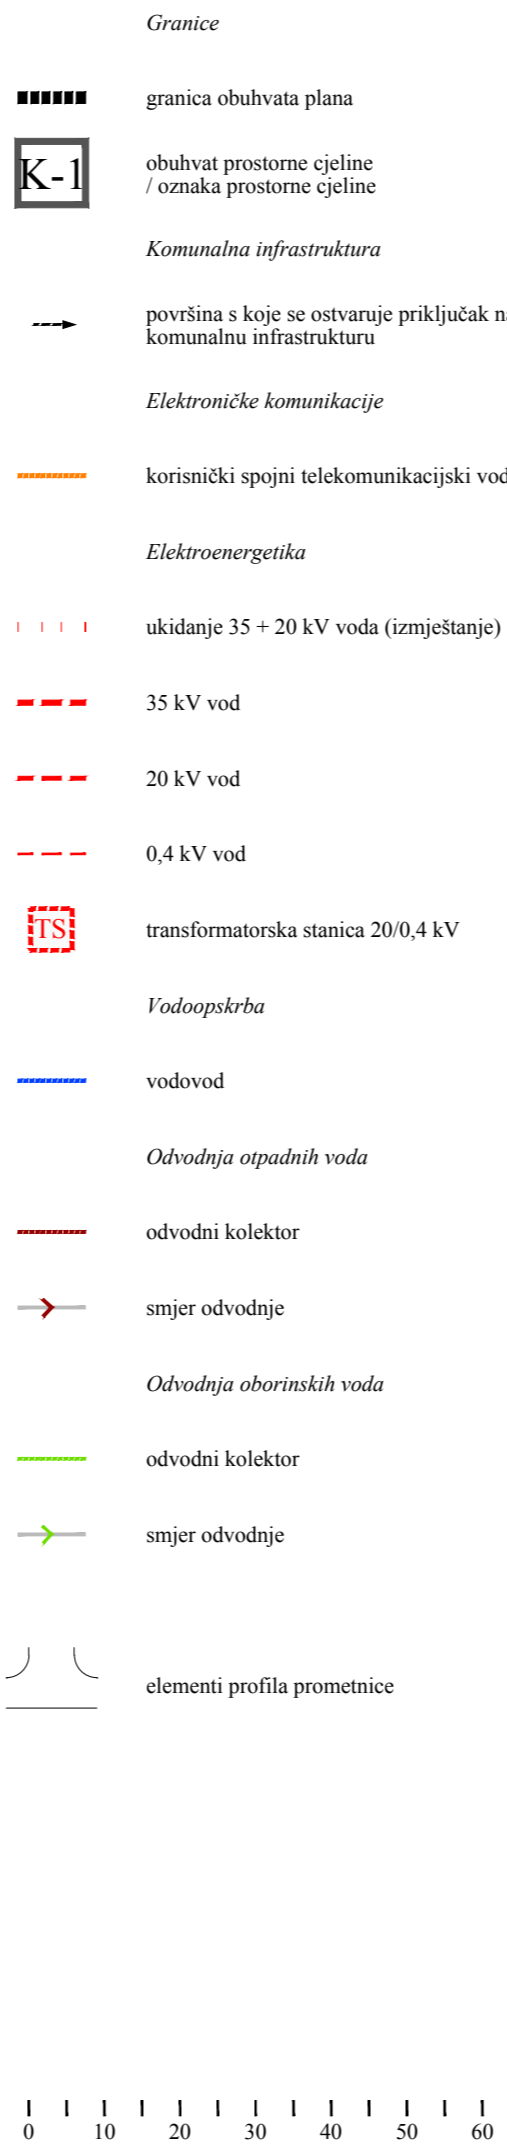 Granice
granica obuhvata plana
K-1
obuhvat prostorne cjeline
/ oznaka prostorne cjeline
Komunalna infrastruktura
površina s koje se ostvaruje priključak
komunalnu infrastrukturu
Elektroničke komunikacije
korisnički spojni telekomunikacijski vod
Elektroenergetika
ukidanje 35 + 20 kV voda (izmještanje)
35 kV vod
20 kV vod
0,4 kV vod
TS
transformatorska stanica 20/0,4 kV
Vodoopskrba
vodovod
Odvodnja otpadnih voda
odvodni kolektor
smjer odvodnje
Odvodnja oborinskih voda
odvodni kolektor
smjer odvodnje
elementi profila prometnice
0 10 20 30 40 50 60